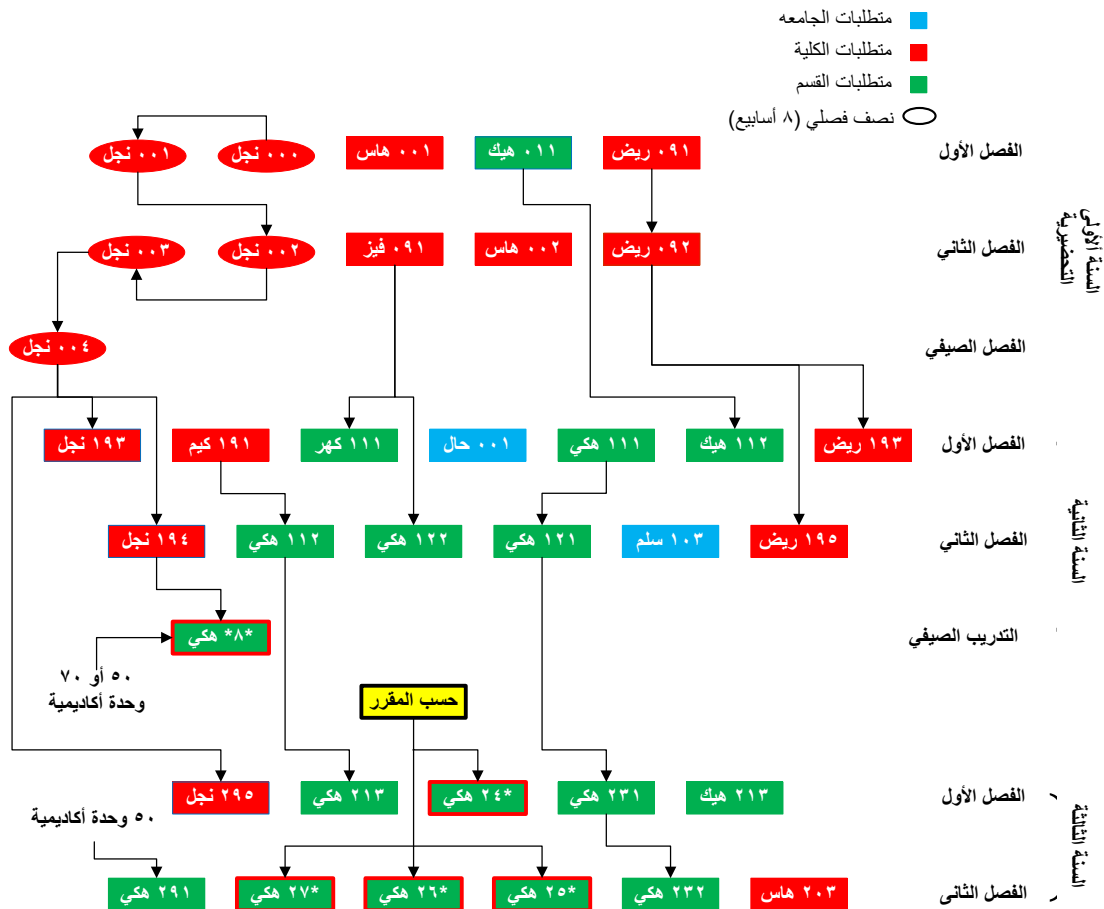 متطلبات الجامعه
متطلبات الكلية
متطلبات القسم
نصف فصلي (٨ أسابيع)
السنة الأولى
التحضيرية
الفصل الأول
٠٩١ ريض
٠١١ هيك
٠٠١ هاس
٠٠٠ نجل
٠٠١ نجل
الفصل الثاني
٠٩٢ ريض
٠٠٢ هاس
٠٩١ فيز
٠٠٢ نجل
٠٠٣ نجل
الفصل الصيفي
٠٠٤ نجل
السنة الثانية
الفصل الأول
١٩٣ ريض
١١٢ هيك
١١١ هكي
٠٠١ حال
١١١ كهر
١٩١ كيم
١٩٣ نجل
الفصل الثاني
١٩٥ ريض
١٠٣ سلم
١٢١ هكي
١٢٢ هكي
١١٢ هكي
١٩٤ نجل
التدريب الصيفي
*٨* هكي
٥٠ أو ٧٠
وحدة أكاديمية
حسب المقرر
السنة الثالثة
الفصل الأول
٢١٣ هيك
٢٣١ هكي
*٢٤ هكي
٢١٣ هكي
٢٩٥ نجل
٥٠ وحدة أكاديمية
الفصل الثاني
٢٠٣ هاس
٢٣٢ هكي
*٢٥ هكي
*٢٦ هكي
*٢٧ هكي
٢٩١ هكي